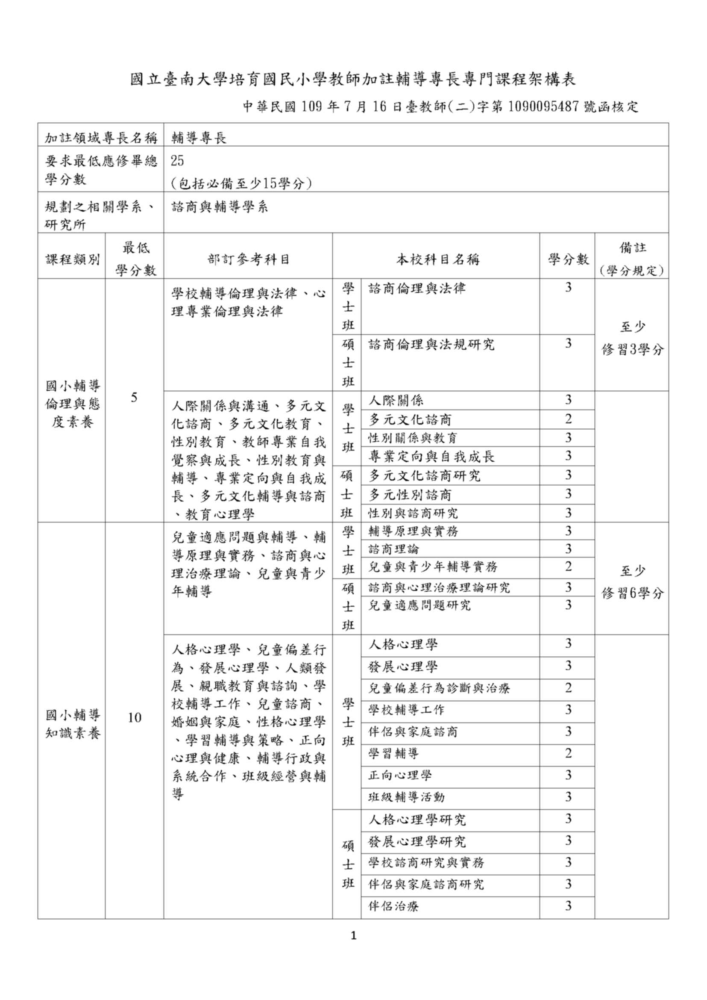 國立臺南大學培育國民小學教師加註輔導專長專門課程架構表
中華民國 109 年 7 月 16 日臺教師(二)字第 1090095487 號函核定
加註領域專長名稱
輔導專長
要求最低應修畢總
學分數
25
(包括必備至少15學分)
規劃之相關學系、
研究所
諮商與輔導學系
課程類別
最低
學分數
部訂參考科目
本校科目名稱
學分數
備註
(學分規定)
國小輔導
倫理與態
度素養
5
學校輔導倫理與法律、心
理專業倫理與法律
學
士
班
諮商倫理與法律
3
碩
士
班
諮商倫理與法規研究
3
至少
修習3學分
人際關係與溝通、多元文
化諮商、多元文化教育、
性別教育、教師專業自我
覺察與成長、性別教育與
輔導、專業定向與自我成
長、多元文化輔導與諮商
、教育心理學
學
士
班
人際關係
3
多元文化諮商
2
性別關係與教育
3
專業定向與自我成長
3
碩
士
班
多元文化諮商研究
3
多元性別諮商
3
性別與諮商研究
3
國小輔導
知識素養
10
兒童適應問題與輔導、輔
導原理與實務、諮商與心
理治療理論、兒童與青少
年輔導
學
士
班
輔導原理與實務
3
諮商理論
3
兒童與青少年輔導實務
2
碩
士
班
諮商與心理治療理論研究
3
兒童適應問題研究
3
至少
修習6學分
人格心理學、兒童偏差行
為、發展心理學、人類發
展、親職教育與諮詢、學
校輔導工作、兒童諮商、
婚姻與家庭、性格心理學
、學習輔導與策略、正向
心理與健康、輔導行政與
系統合作、班級經營與輔
導
學
士
班
人格心理學
3
發展心理學
3
兒童偏差行為診斷與治療
2
學校輔導工作
3
伴侶與家庭諮商
3
學習輔導
2
正向心理學
3
班級輔導活動
3
碩
士
班
人格心理學研究
3
發展心理學研究
3
學校諮商研究與實務
3
伴侶與家庭諮商研究
3
伴侶治療
3
1